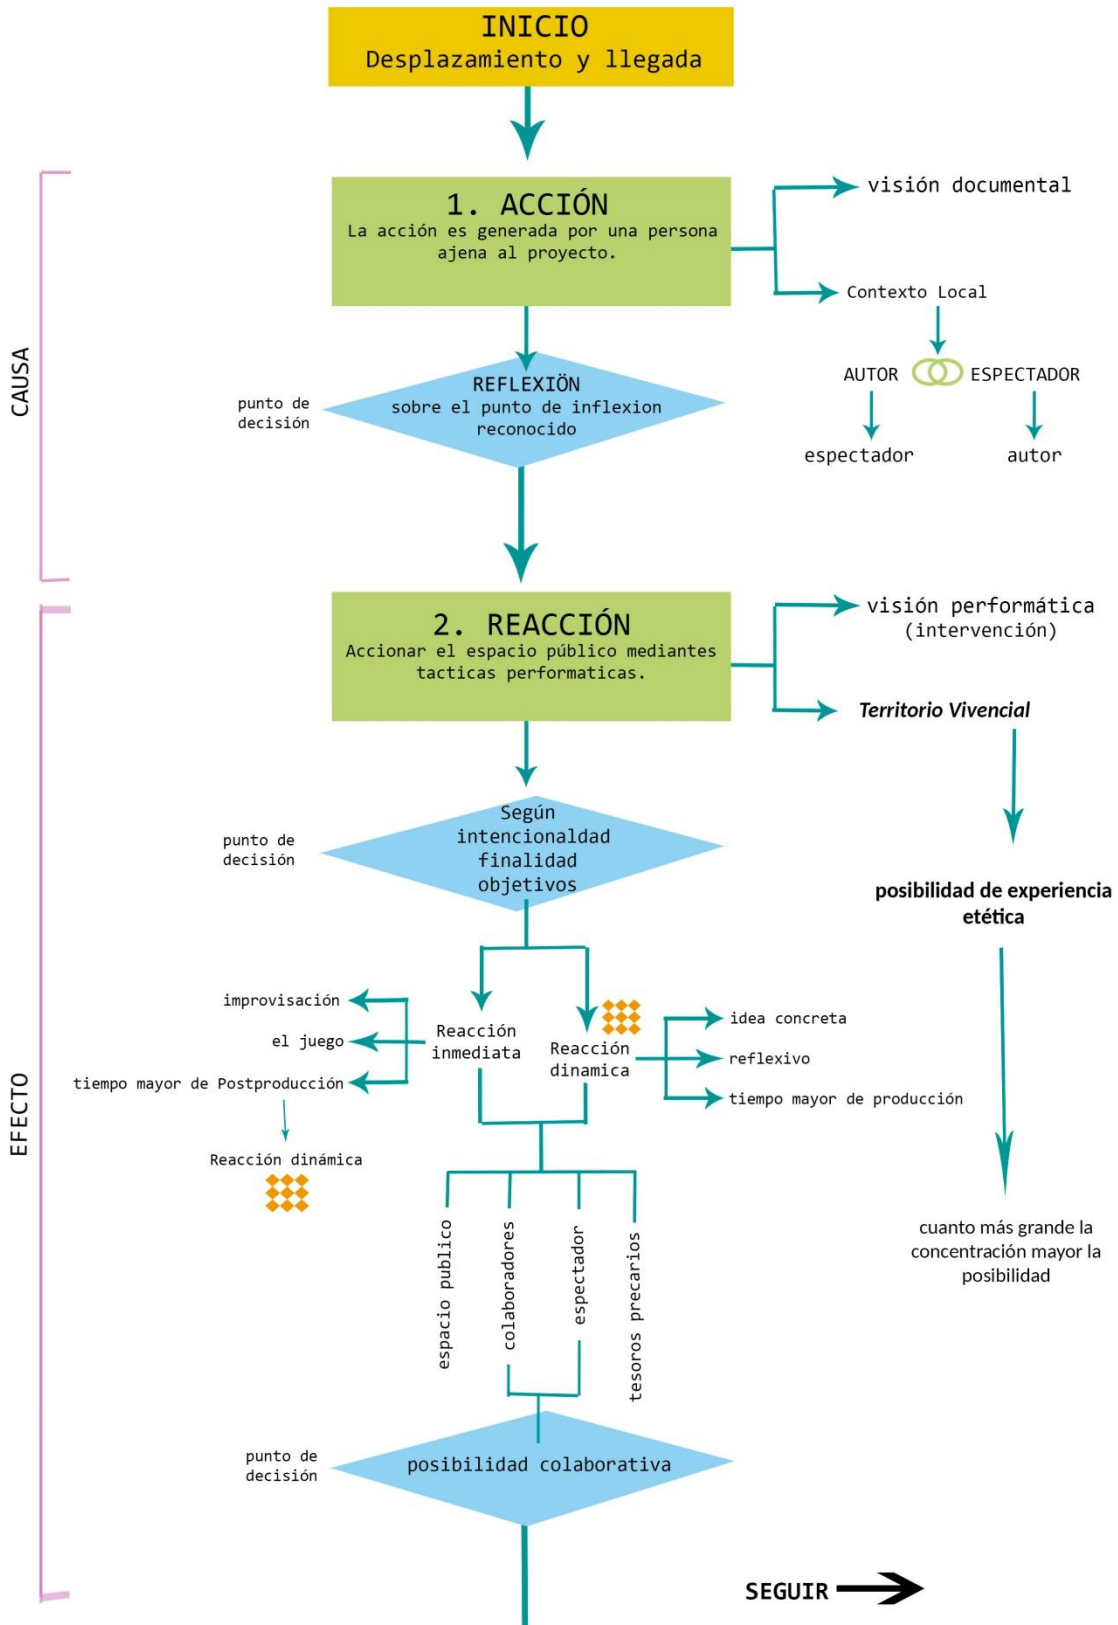 INICIO
Desplazamiento y llegada
1. ACCIÓN
La acción es generada por una persona
ajena al proyecto.
visión documental
Contexto Local
AUTOR
ESPECTADOR
espectador
autor
CAUSA
punto de
decisión
REFLEXIÖN
sobre el punto de inflexion
reconocido
2. REACCIÓN
Accionar el espacio público mediantes
tacticas performaticas.
visión performática
(intervención)
Territorio Vivencial
posibilidad de experiencia
etética
cuanto más grande la
concentración mayor la
posibilidad
EFECTO
punto de
decisión
Según
intencionaldad
finalidad
objetivos
improvisación
el juego
tiempo mayor de Postproducción
Reacción dinámica
Reacción
inmediata
Reacción
dinamica
idea concreta
reflexivo
tiempo mayor de producción
espacio publico
colaboradores
espectador
tesoros precarios
punto de
decisión
posibilidad colaborativa
SEGUIR